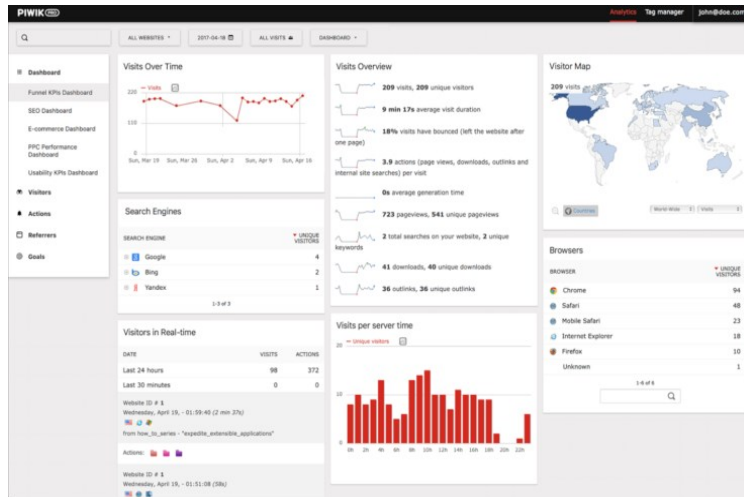 PIWIK PRO
Analytics
Tag manager
john@doe.com
ALL WEBSITES
2017-04-18
ALL VISITS
DASHBOARD
Dashboard
Funnel KPIs Dashboard
SEO Dashboard
E-commerce Dashboard
PPC Performance
Dashboard
Usability KPIs Dashboard
Visitors
Actions
Referrers
Goals
Visits Over Time
Visits
220
110
0
Sun, Mar 19 Sun, Mar 26 Sun, Apr 2 Sun, Apr 9 Sun, Apr 16
Search Engines
SEARCH ENGINE
UNIQUE
VISITORS
Google 4
Bing 2
Yandex 1
1-3 of 3
Visitors in Real-time
DATE VISITS ACTIONS
Last 24 hours 98 372
Last 30 minutes 0 0
Website ID # 1
Wednesday, April 19, - 01:59:40 (2 min 37s)
from how_to_series - "expedite_extensible_applications"
Actions:
Website ID # 1
Wednesday, April 19, - 01:51:08 (58s)
Visits Overview
209 visits, 209 unique visitors
9 min 17s average visit duration
18% visits have bounced (left the website after
one page)
3.9 actions (page views, downloads, outlinks and
internal site searches) per visit
0s average generation time
723 pageviews, 541 unique pageviews
2 total searches on your website, 2 unique
keywords
41 downloads, 40 unique downloads
36 outlinks, 36 unique outlinks
Visits per server time
Unique visitors
20
10
0
0h 2h 4h 6h 8h 10h 12h 14h 16h 18h 20h 22h
Visitor Map
209 visits
Countries
World-Wide
Visits
Browsers
BROWSER
UNIQUE
VISITORS
Chrome 94
Safari 48
Mobile Safari 23
Internet Explorer 18
Firefox 10
Unknown 1
1-6 of 6